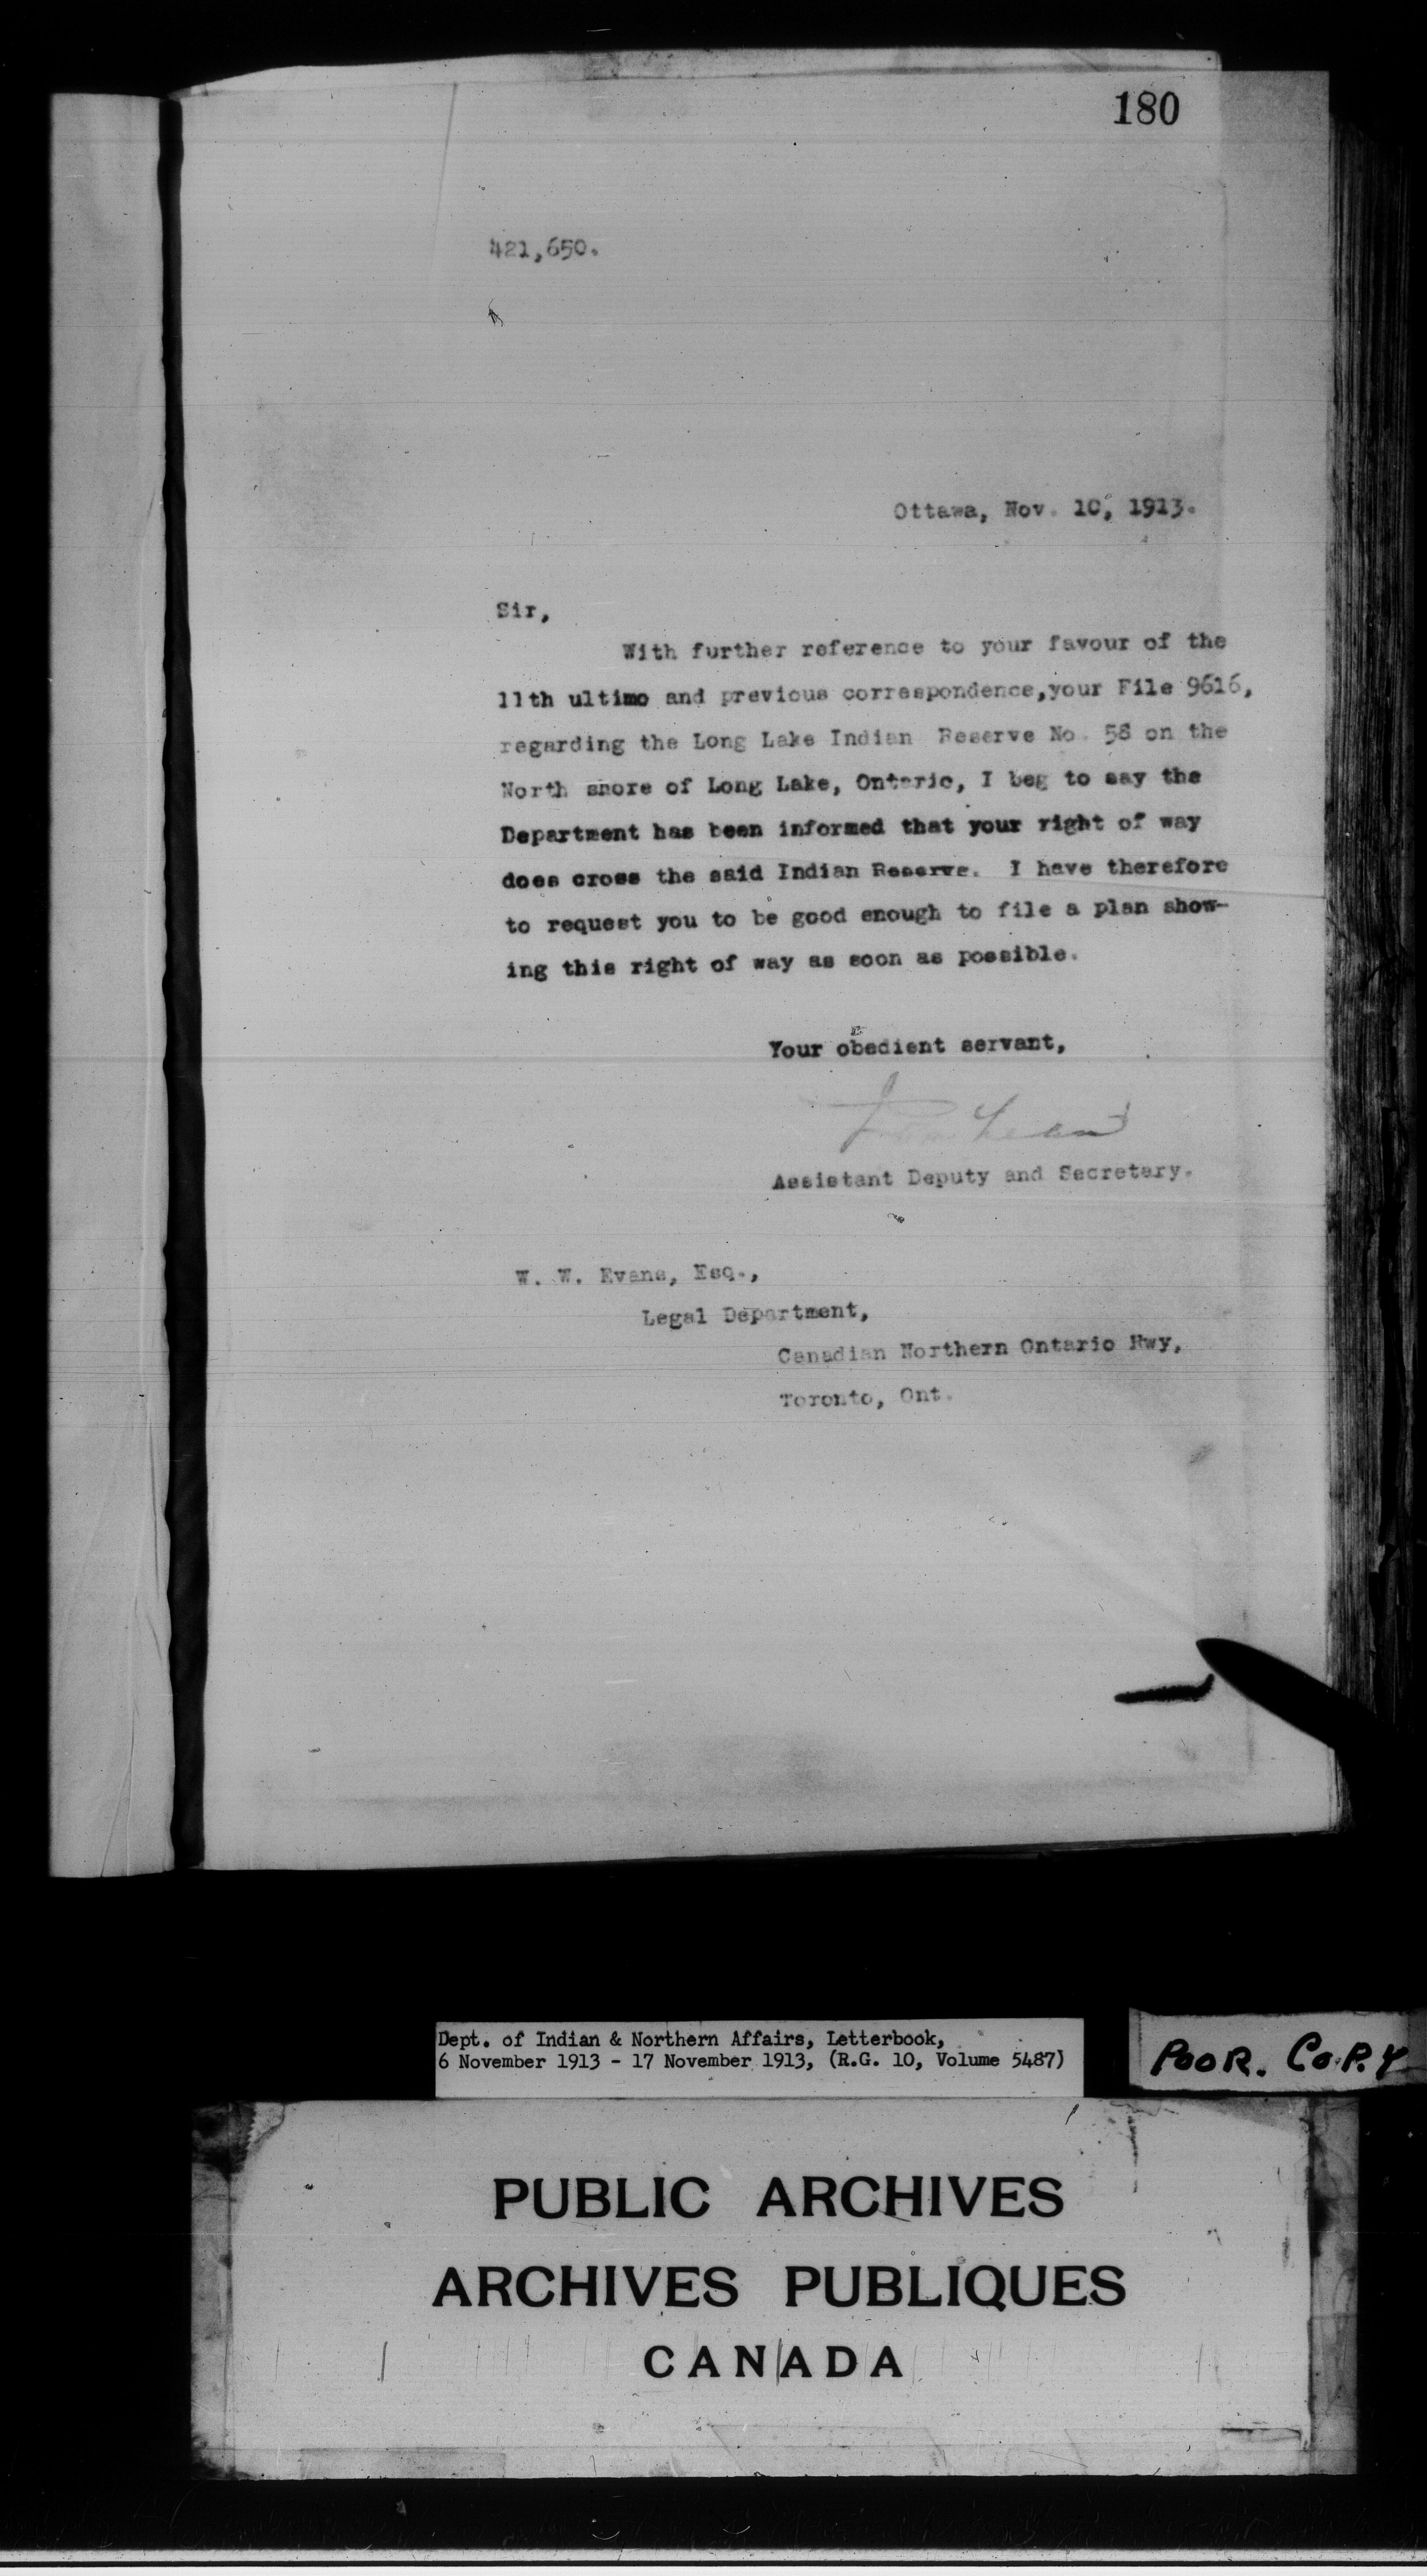 180
421,650.
Ottawa, Nov. 10, 1913.
Sir,
With further reference to your favour of the
11th ultimo and previous correspondence,your File 9616,
regarding the Long Lake Indian Reserve No. 58 on the
North shore of Long Lake, Ontario, I beg to say the
Department has been informed that your right of way
does cross the said Indian Reserve. I have therefore
to request you to be good enough to file a plan show-
ing this right of way as soon as possible.
Your obedient servant,
Assistant Deputy and Secretary.
W. W. Evans, Esq.,
Legal Department,
Canadian Northern Ontario Rwy,
Toronto, Ont.
Dept. of Indian & Northern Affairs, Letterbook,
6 November 1913 - 17 November 1913, (R.G. 10, Volume 5487)
POOR. COPY
PUBLIC ARCHIVES
ARCHIVES PUBLIQUES
CANADA